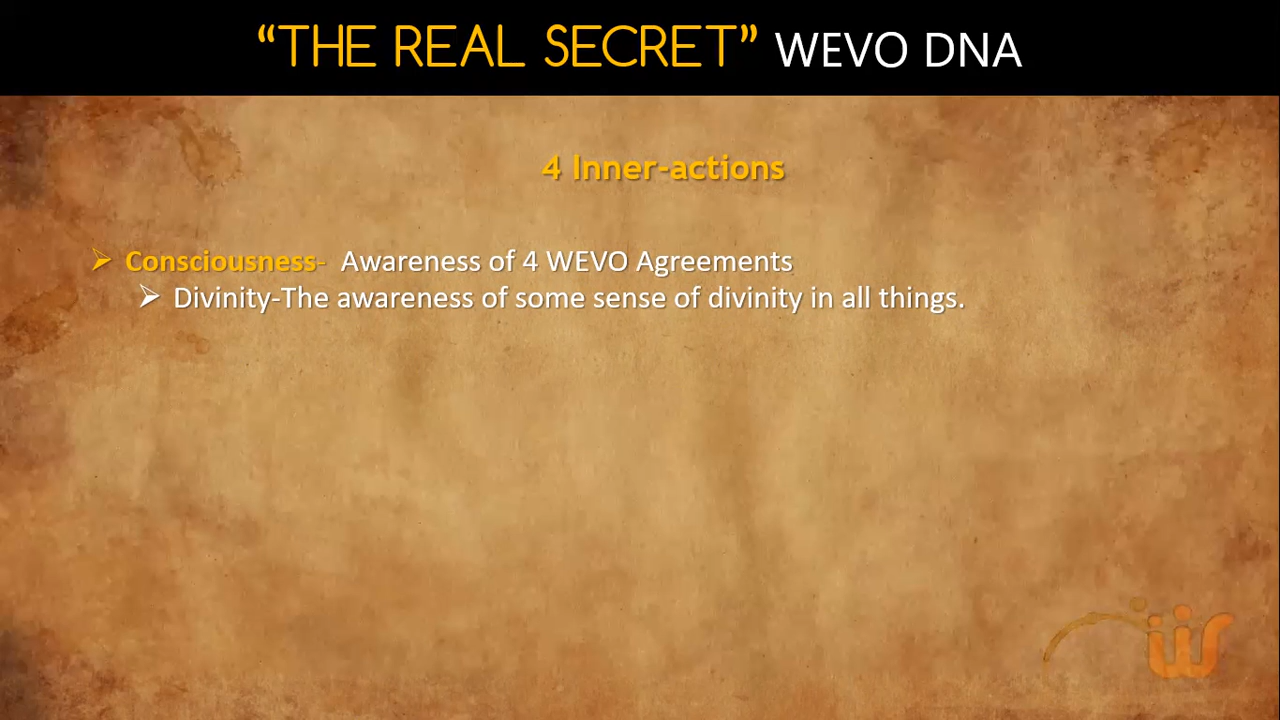 “THE REAL SECRET” WEVO DNA
4 Inner-actions
Consciousness- Awareness of 4 WEVO Agreements
Divinity-The awareness of some sense of divinity in all things.